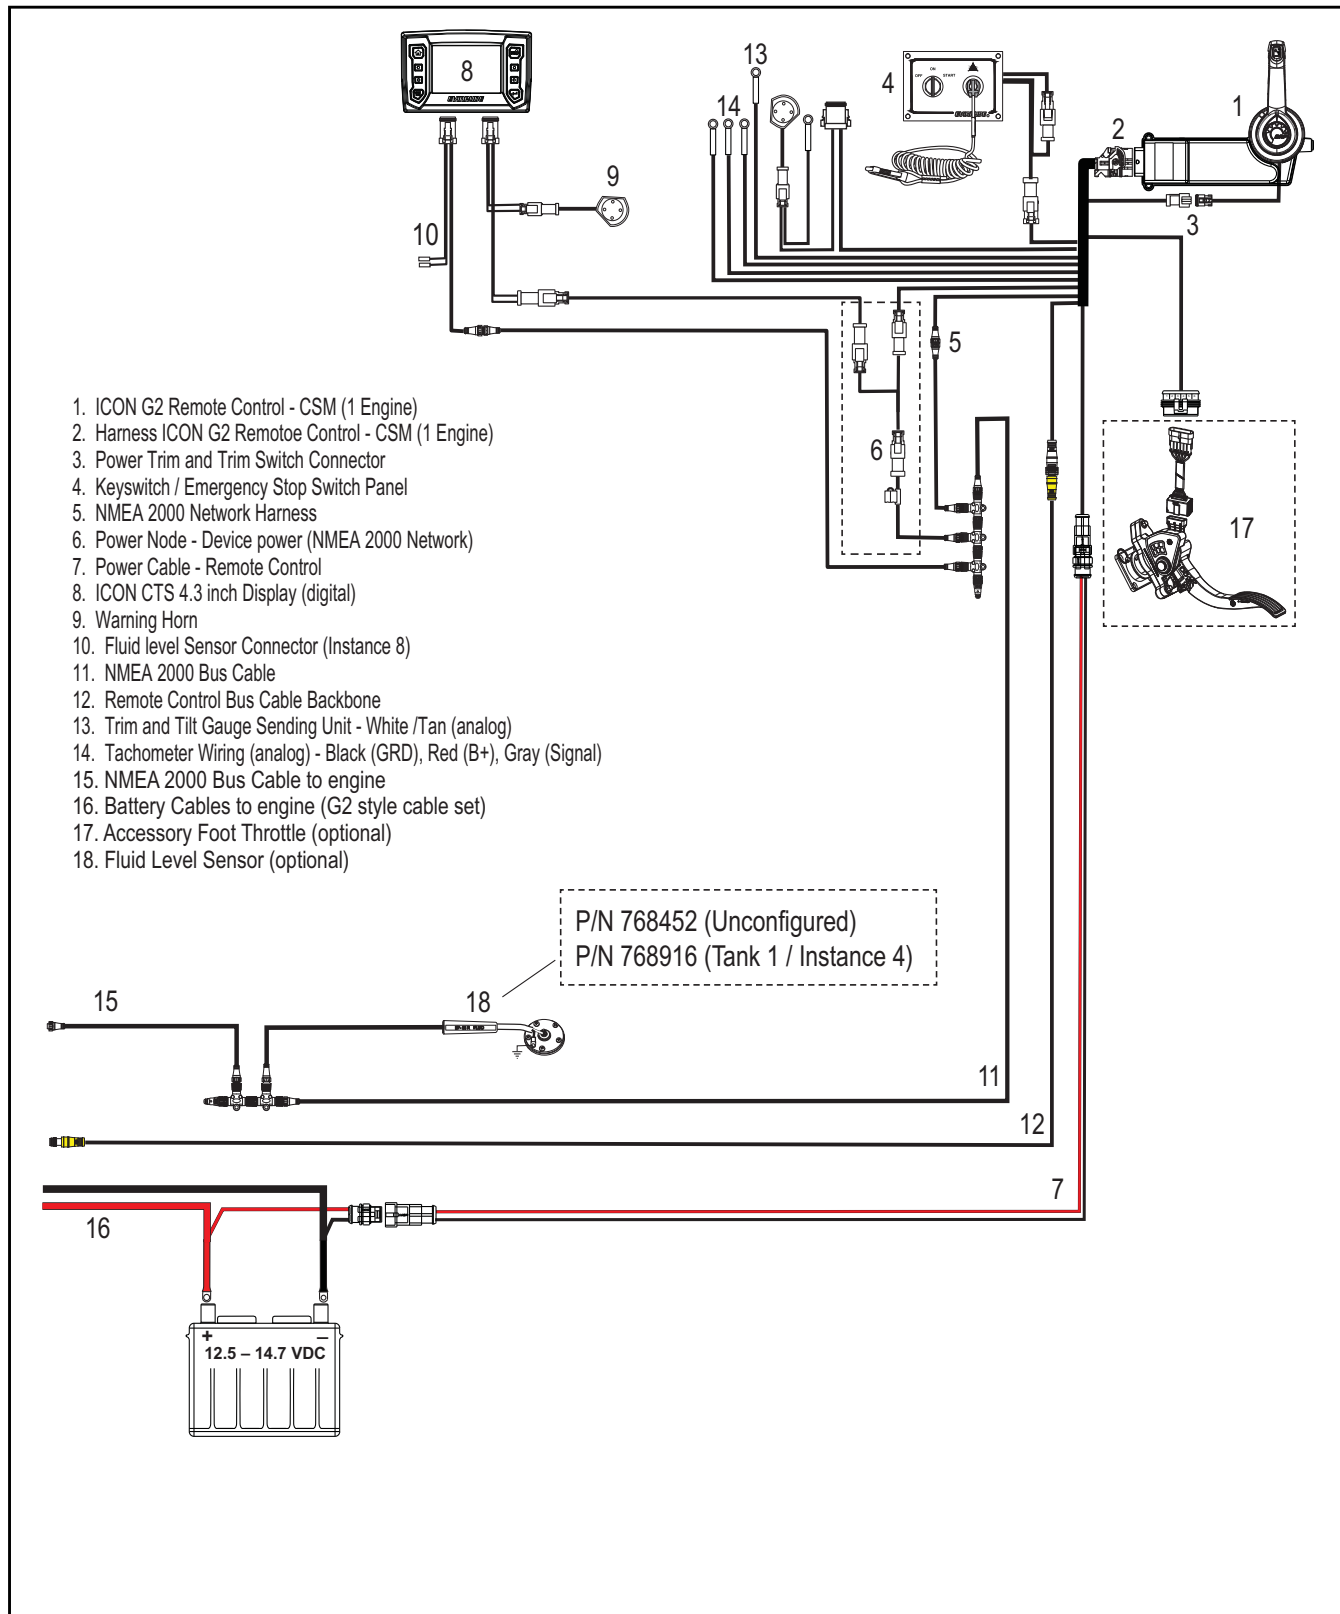 8
13
14
4
OFF
ON
START
EVINRUDE
1
2
3
9
10
5
6
17
1. ICON G2 Remote Control - CSM (1 Engine)
2. Harness ICON G2 Remotoe Control - CSM (1 Engine)
3. Power Trim and Trim Switch Connector
4. Keyswitch / Emergency Stop Switch Panel
5. NMEA 2000 Network Harness
6. Power Node - Device power (NMEA 2000 Network)
7. Power Cable - Remote Control
8. ICON CTS 4.3 inch Display (digital)
9. Warning Horn
10. Fluid level Sensor Connector (Instance 8)
11. NMEA 2000 Bus Cable
12. Remote Control Bus Cable Backbone
13. Trim and Tilt Gauge Sending Unit - White /Tan (analog)
14. Tachometer Wiring (analog) - Black (GRD), Red (B+), Gray (Signal)
15. NMEA 2000 Bus Cable to engine
16. Battery Cables to engine (G2 style cable set)
17. Accessory Foot Throttle (optional)
18. Fluid Level Sensor (optional)
P/N 768452 (Unconfigured)
P/N 768916 (Tank 1 / Instance 4)
15
18
11
12
7
16
+ –
12.5 – 14.7 VDC